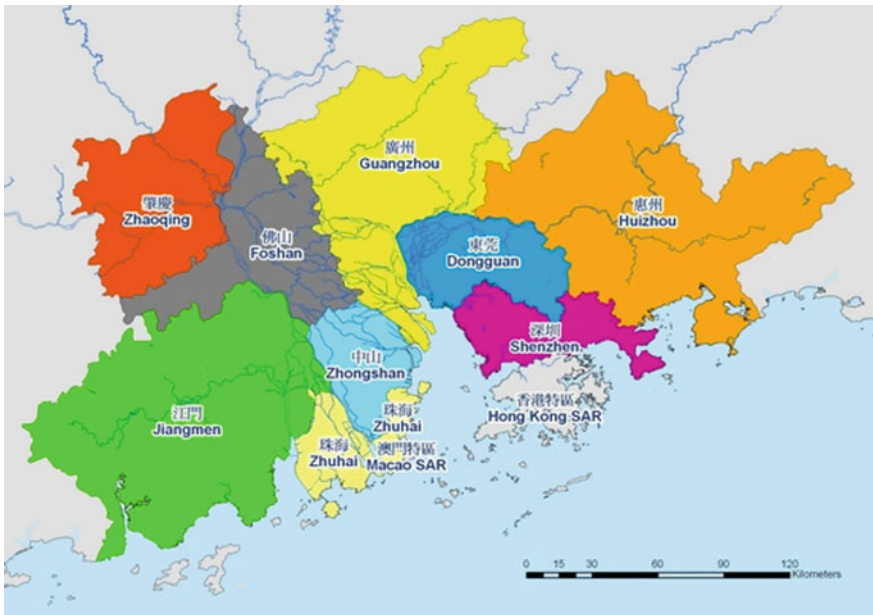 廣州
Guangzhou
肇慶
Zhaoqing
惠州
Huizhou
佛山
Foshan
東莞
Dongguan
深圳
Shenzhen
中山
Zhongshan
香港特區
Hong Kong SAR
江門
Jiangmen
珠海
Zhuhai
珠海
Zhuhai
澳門特區
Macao SAR
0 15 30 60 90 120
Kilometers